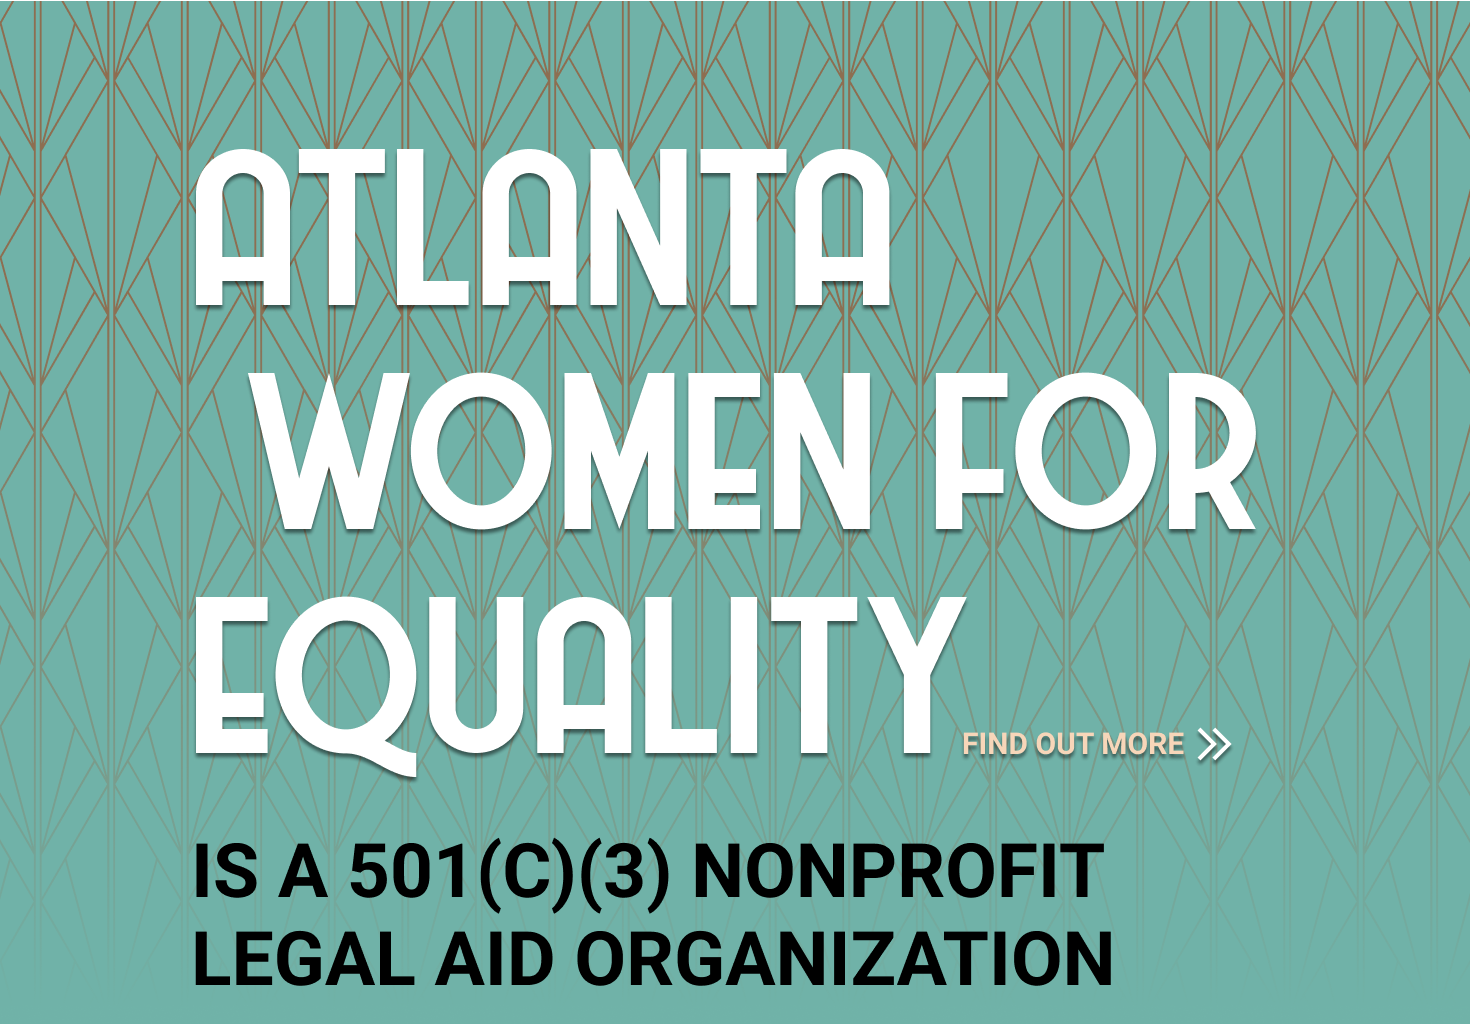 ATLANTA
WOMEN FOR
EQUALITY
FIND OUT MORE
IS A 501(C)(3) NONPROFIT
LEGAL AID ORGANIZATION